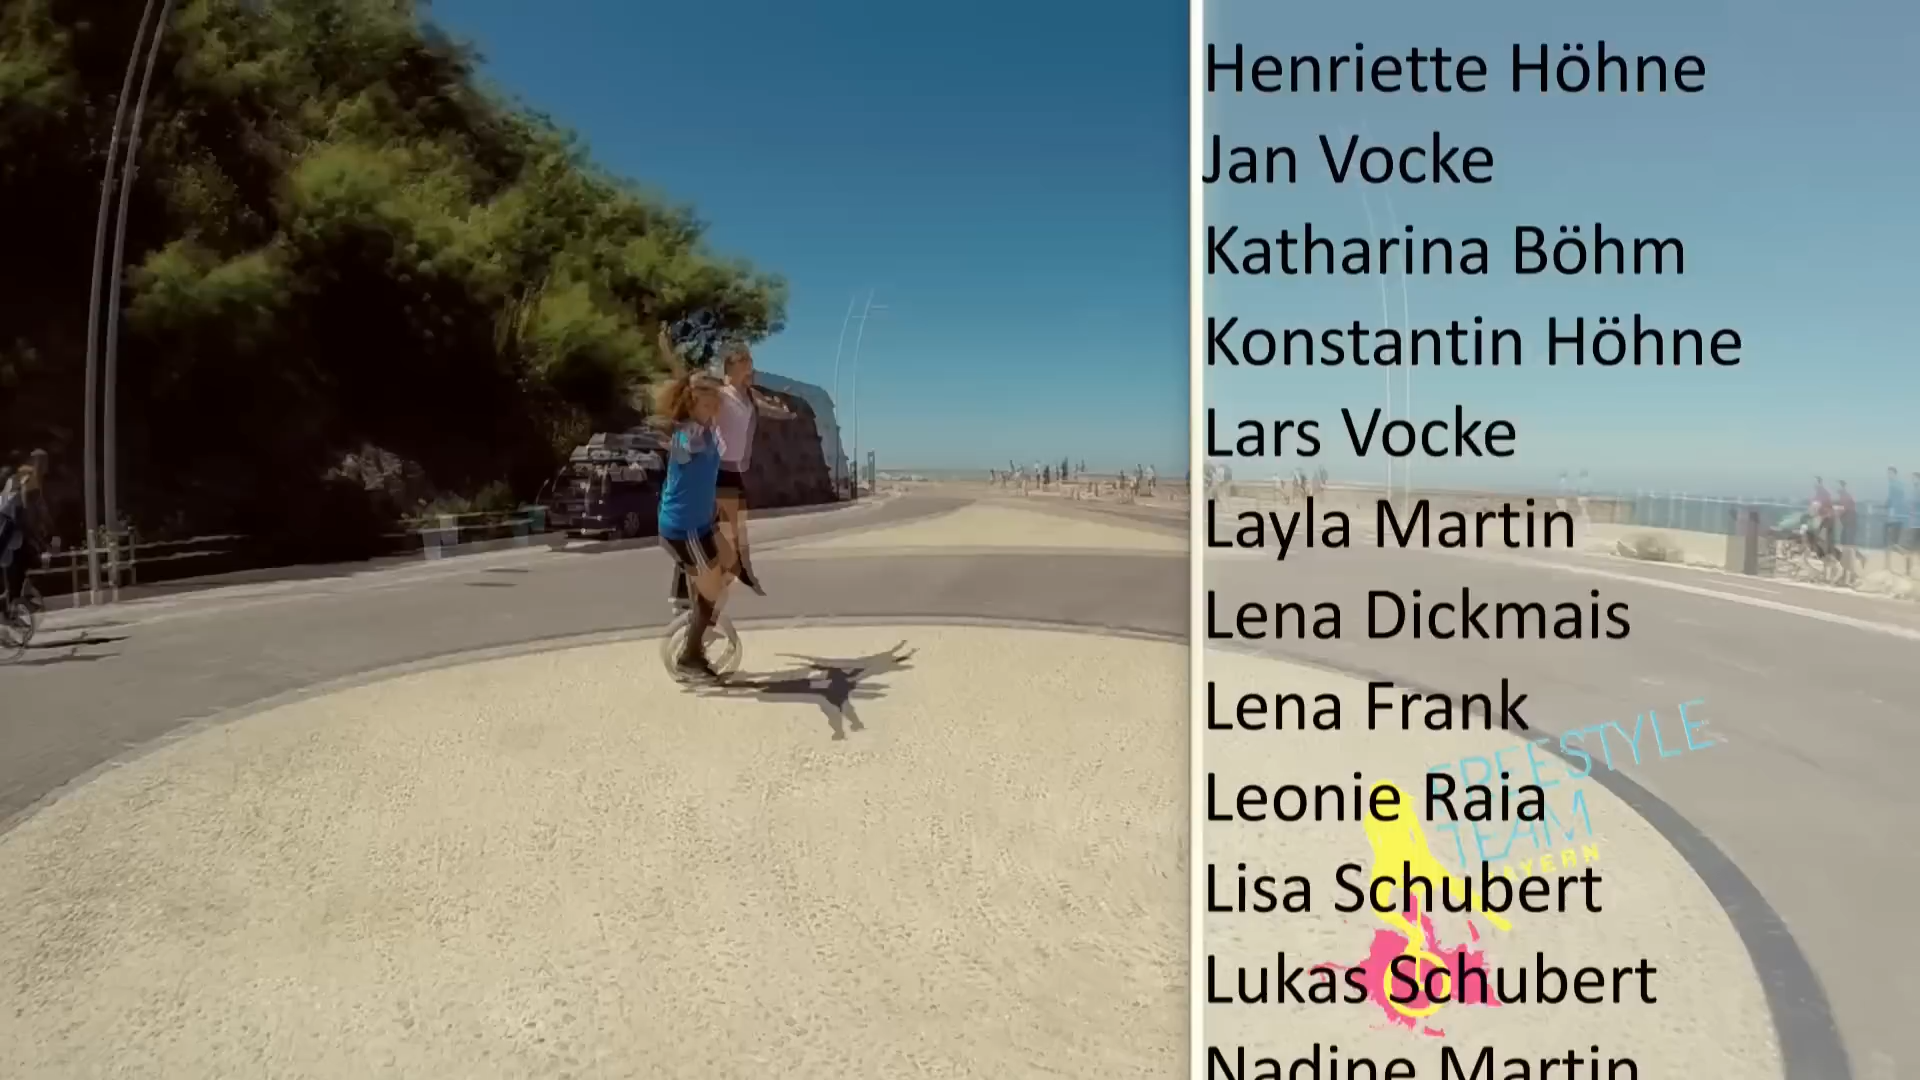 Henriette Höhne
Jan Vocke
Katharina Böhm
Konstantin Höhne
Lars Vocke
Layla Martin
Lena Dickmais
Lena Frank
Leonie Raia
Lisa Schubert
Lukas Schubert
Nadine Martin
FREESTYLE
TEAM
BAYERN